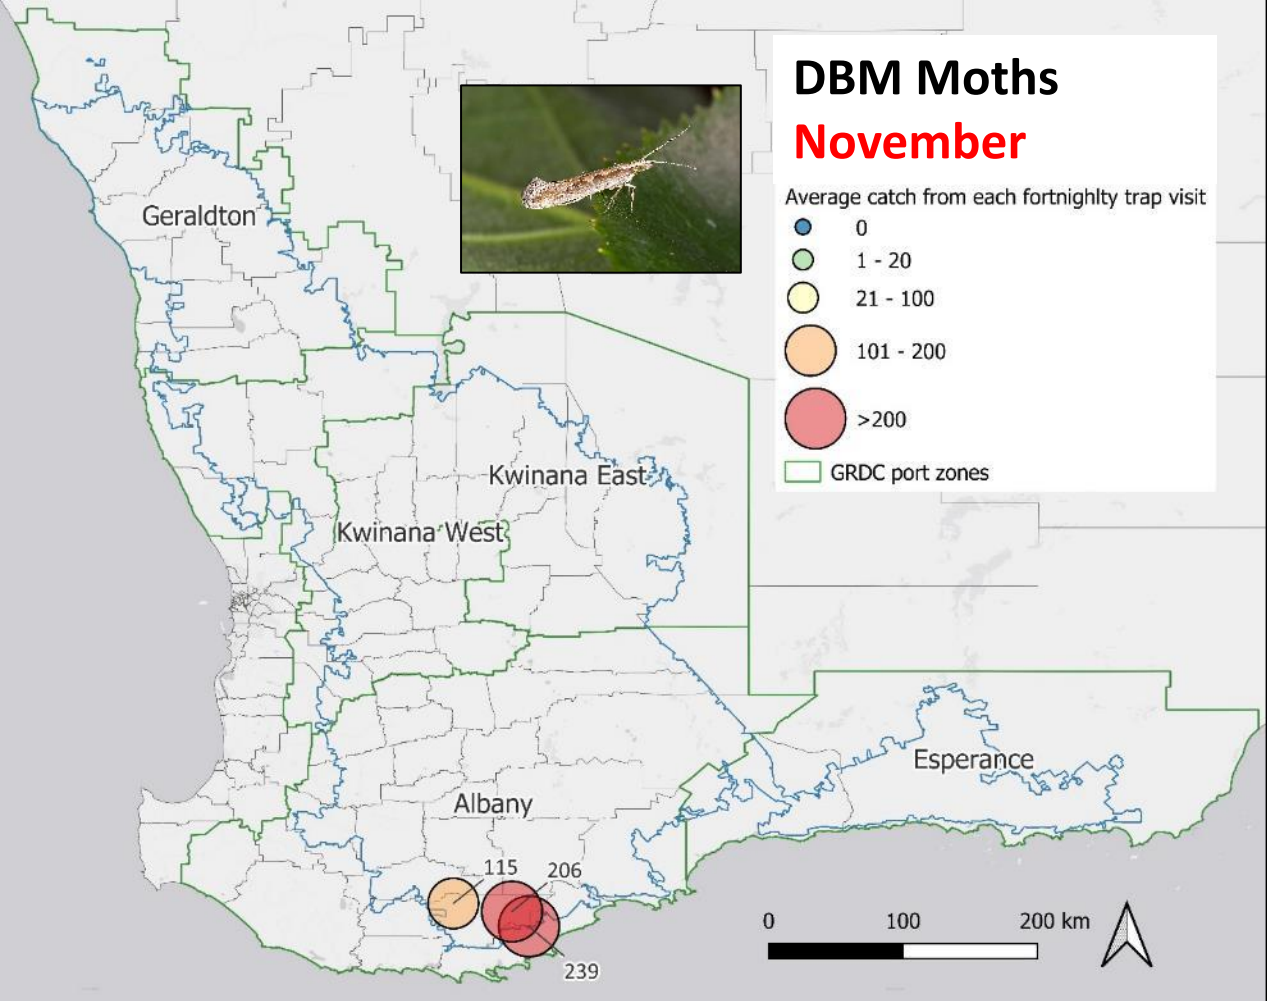 DBM Moths
November
Average catch from each fortnighlty trap visit
0
1 - 20
21 - 100
101 - 200
>200
GRDC port zones
Geraldton
Kwinana East
Kwinana West
Esperance
Albany
115
206
239
0 100 200 km